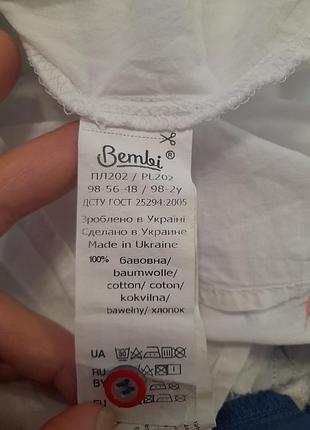 Bembi®
ПЛ202 / PL202
98-56-48 / 98-2y
ДСТУ ГОСТ 25294:2005
Зроблено в Україні
Сделано в Украине
Made in Ukraine
100% бавовна/
baumwolle/
cotton/ coton/
kokvilna/
bawełny/ хлопок
UA
RU
BY
EU